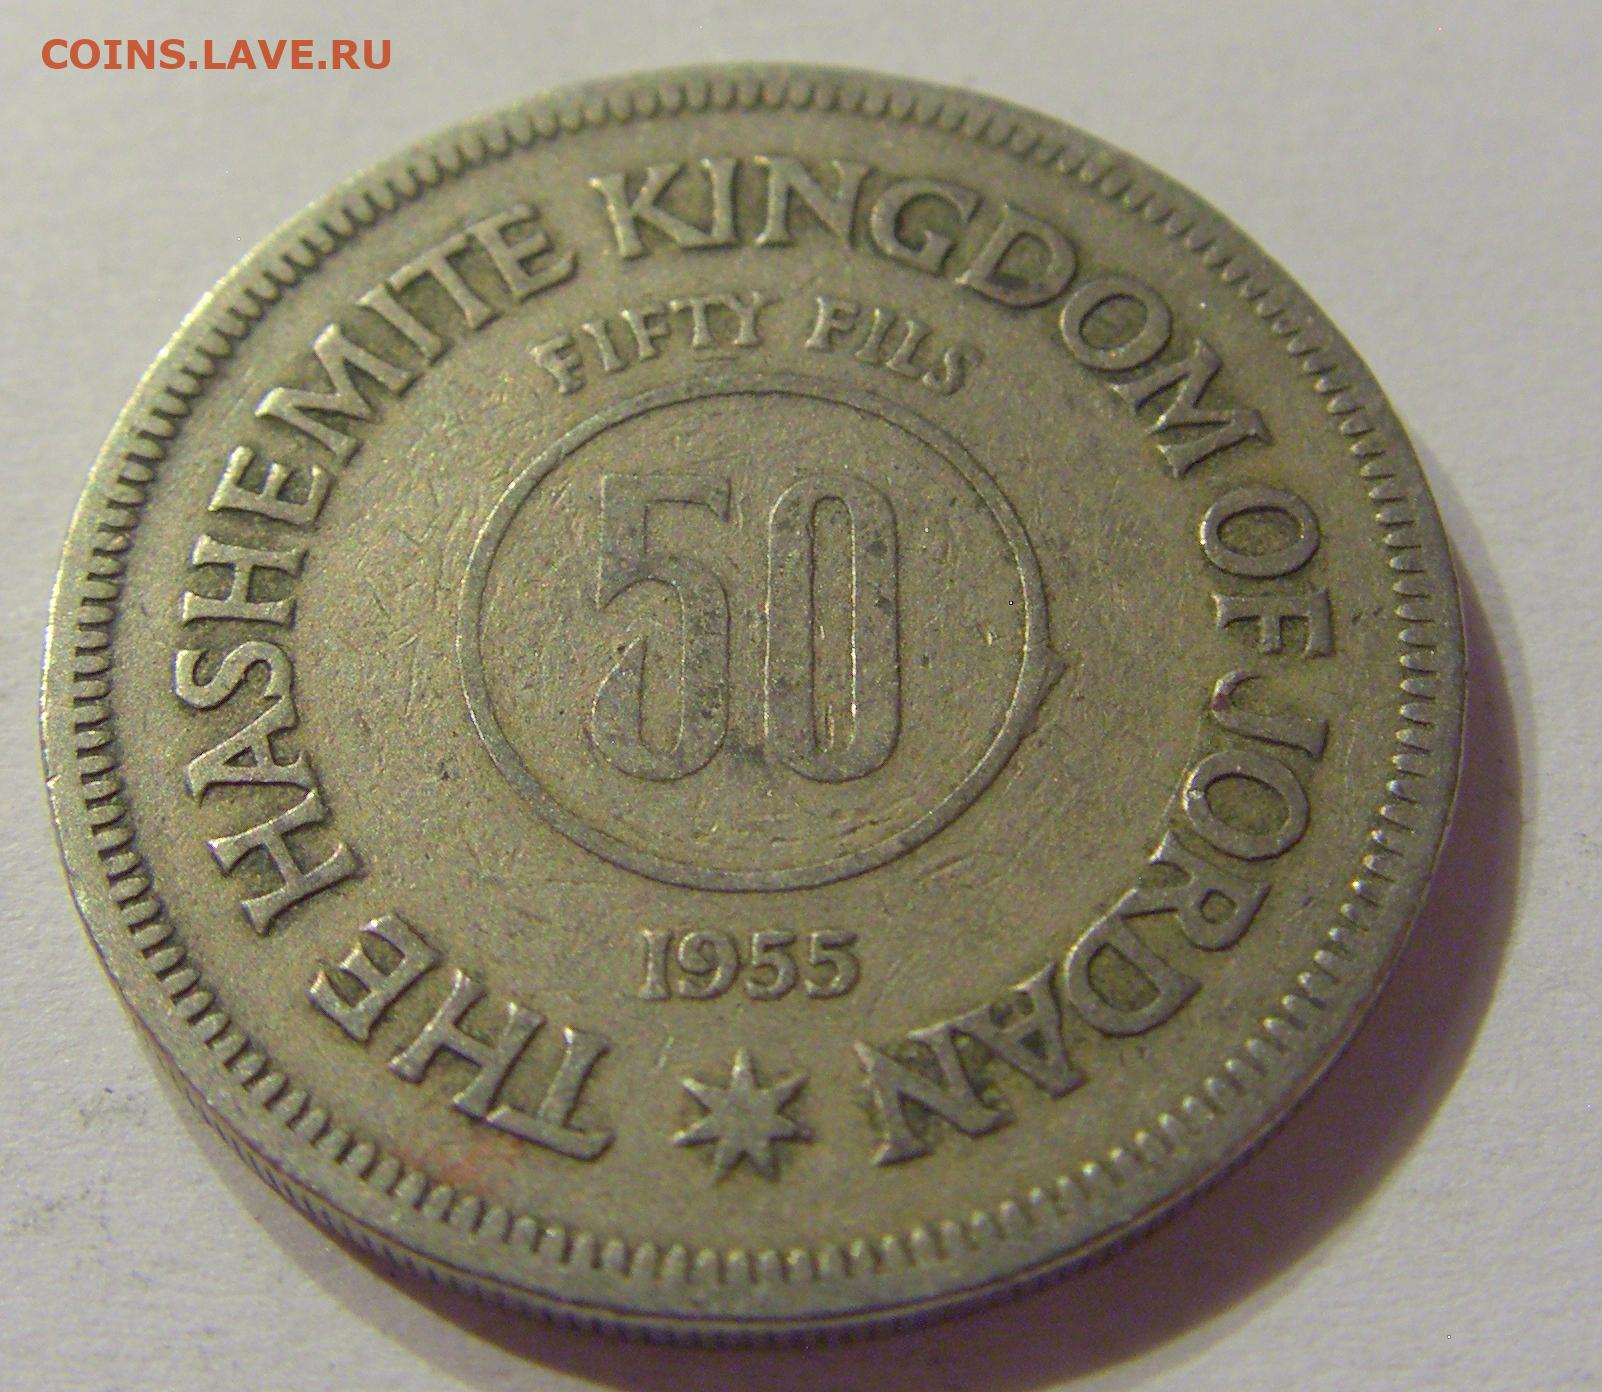 COINS.LAVE.RU
THE HASHEMITE KINGDOM OF JORDAN
FIFTY FILS
50
1955